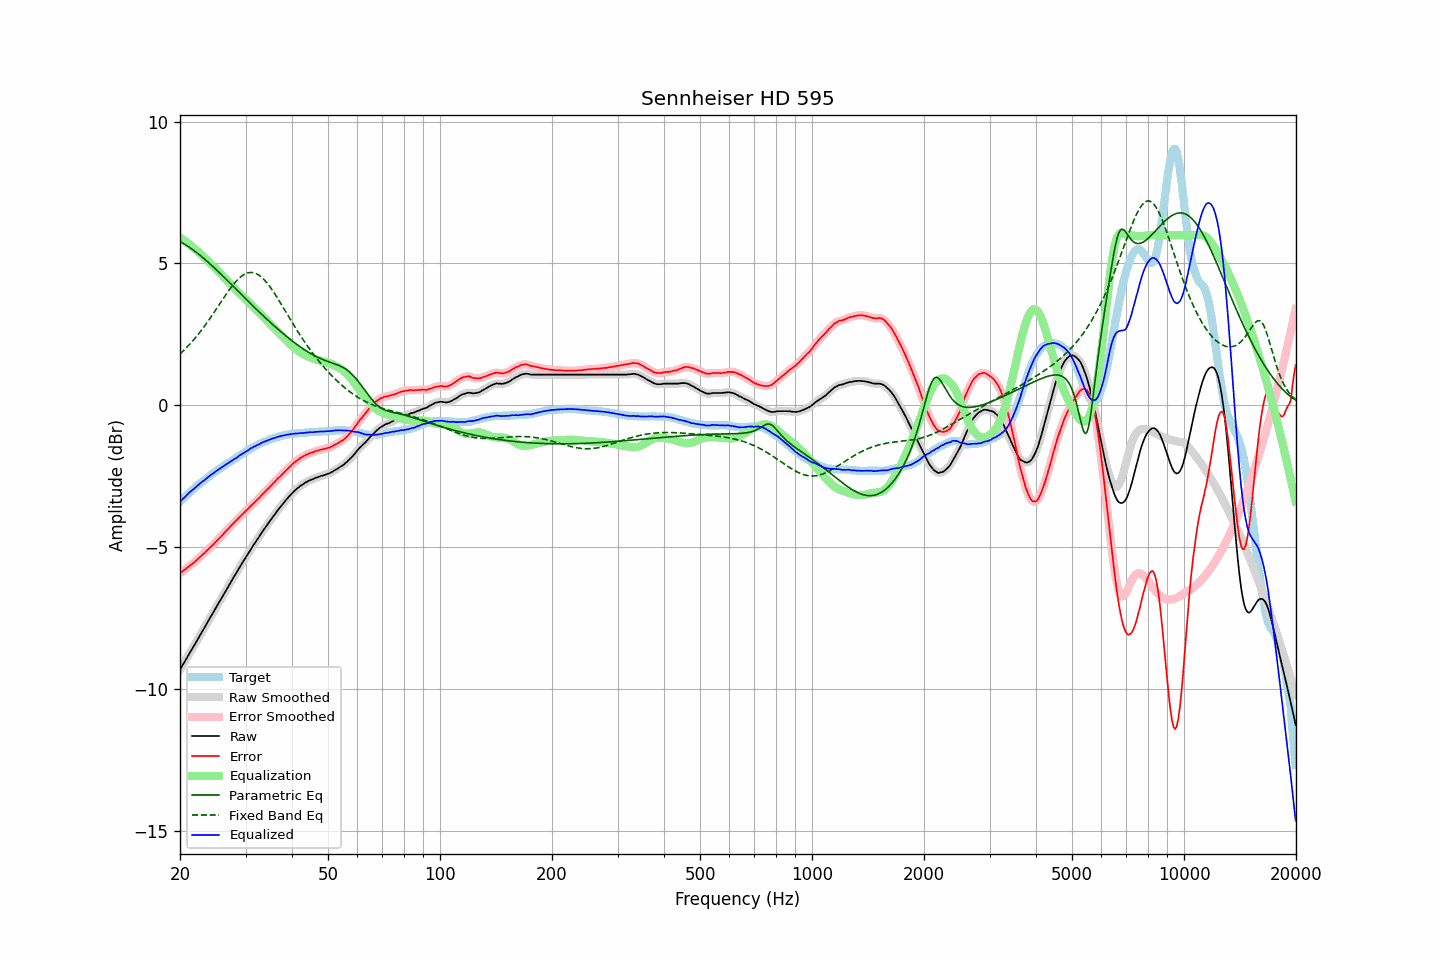 Sennheiser HD 595
Amplitude (dBr)
10
5
0
−5
−10
−15
Target
Raw Smoothed
Error Smoothed
Raw
Error
Equalization
Parametric Eq
Fixed Band Eq
Equalized
20 50 100 200 500 1000 2000 5000 10000 20000
Frequency (Hz)